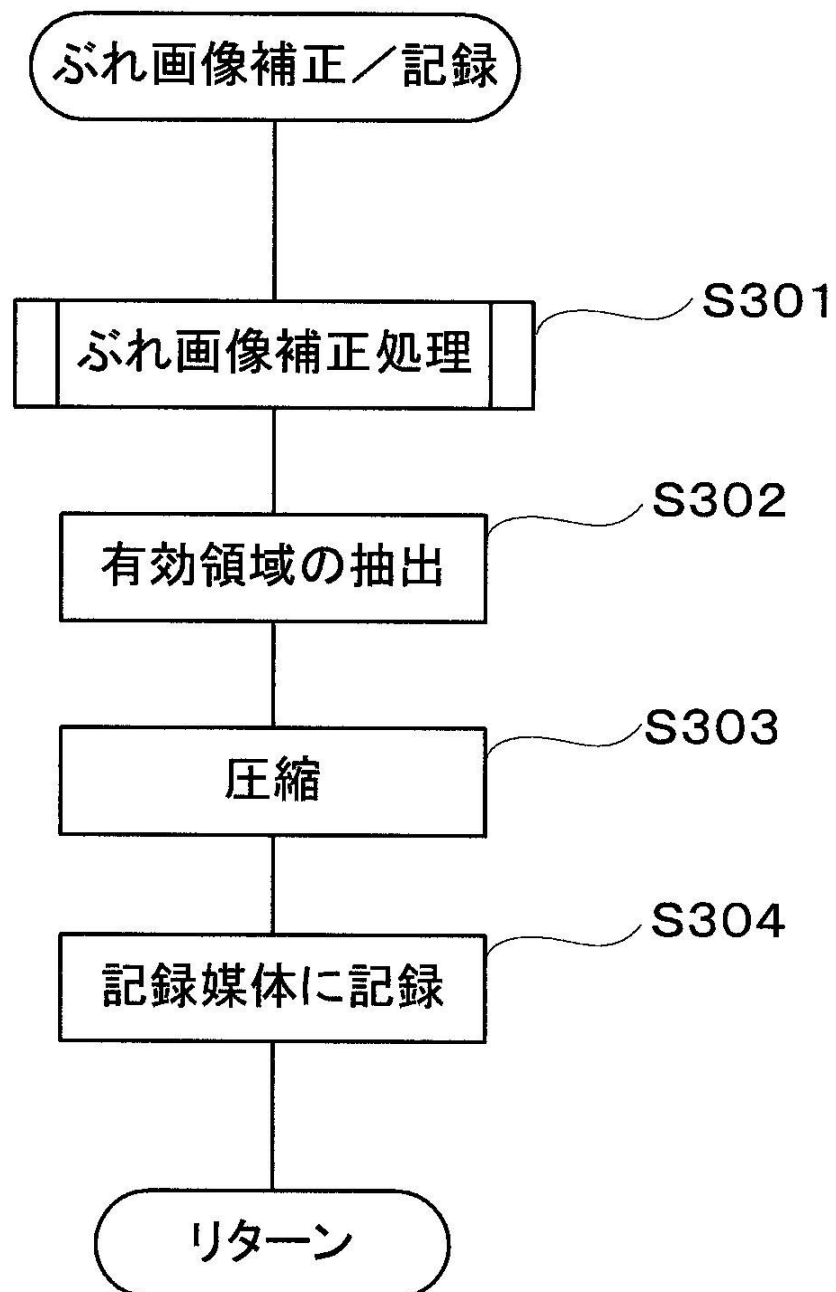 ぶれ画像補正／記録
S301
ぶれ画像補正処理
S302
有効領域の抽出
S303
圧縮
S304
記録媒体に記録
リターン